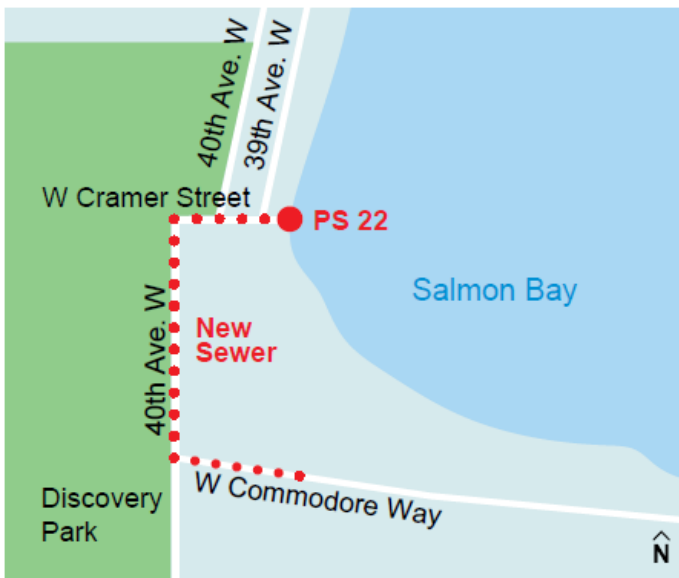 40th Ave. W
39th Ave. W
W Cramer Street
PS 22
Salmon Bay
New
Sewer
40th Ave. W
W Commodore Way
Discovery
Park
N